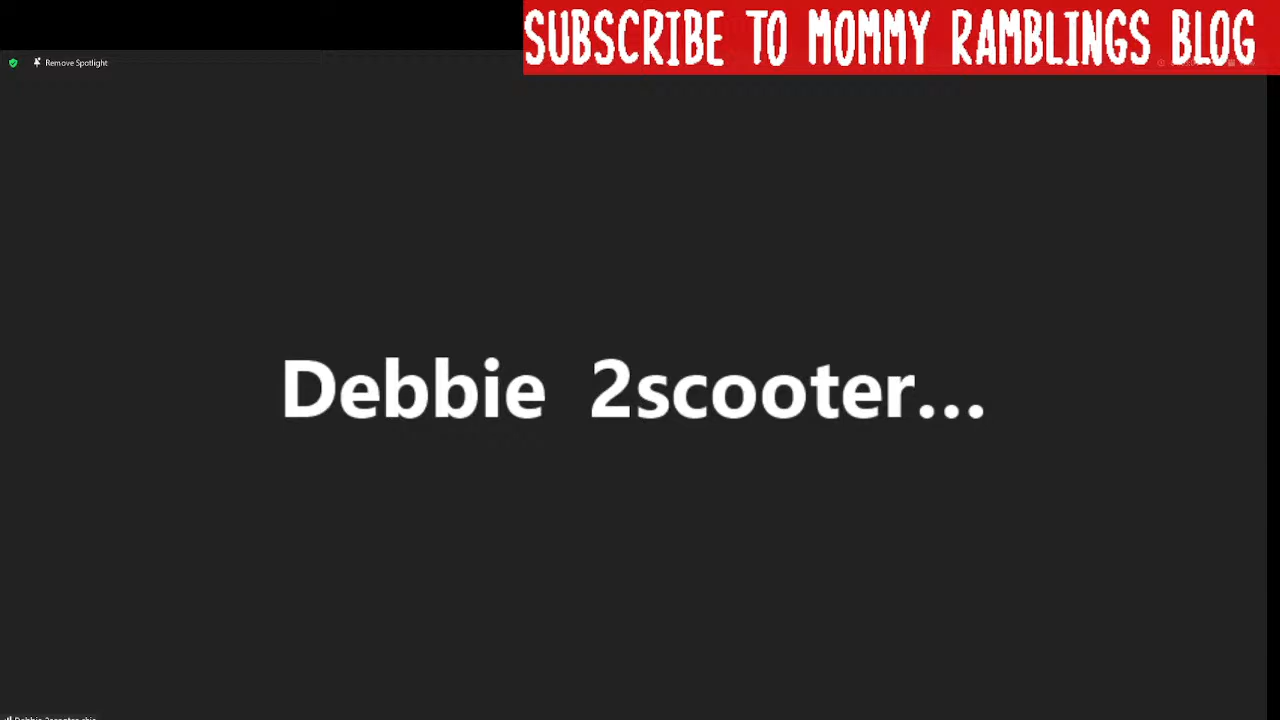 SUBSCRIBE TO MOMMY RAMBLINGS BLOG
Remove Spotlight
Debbie 2scooter...